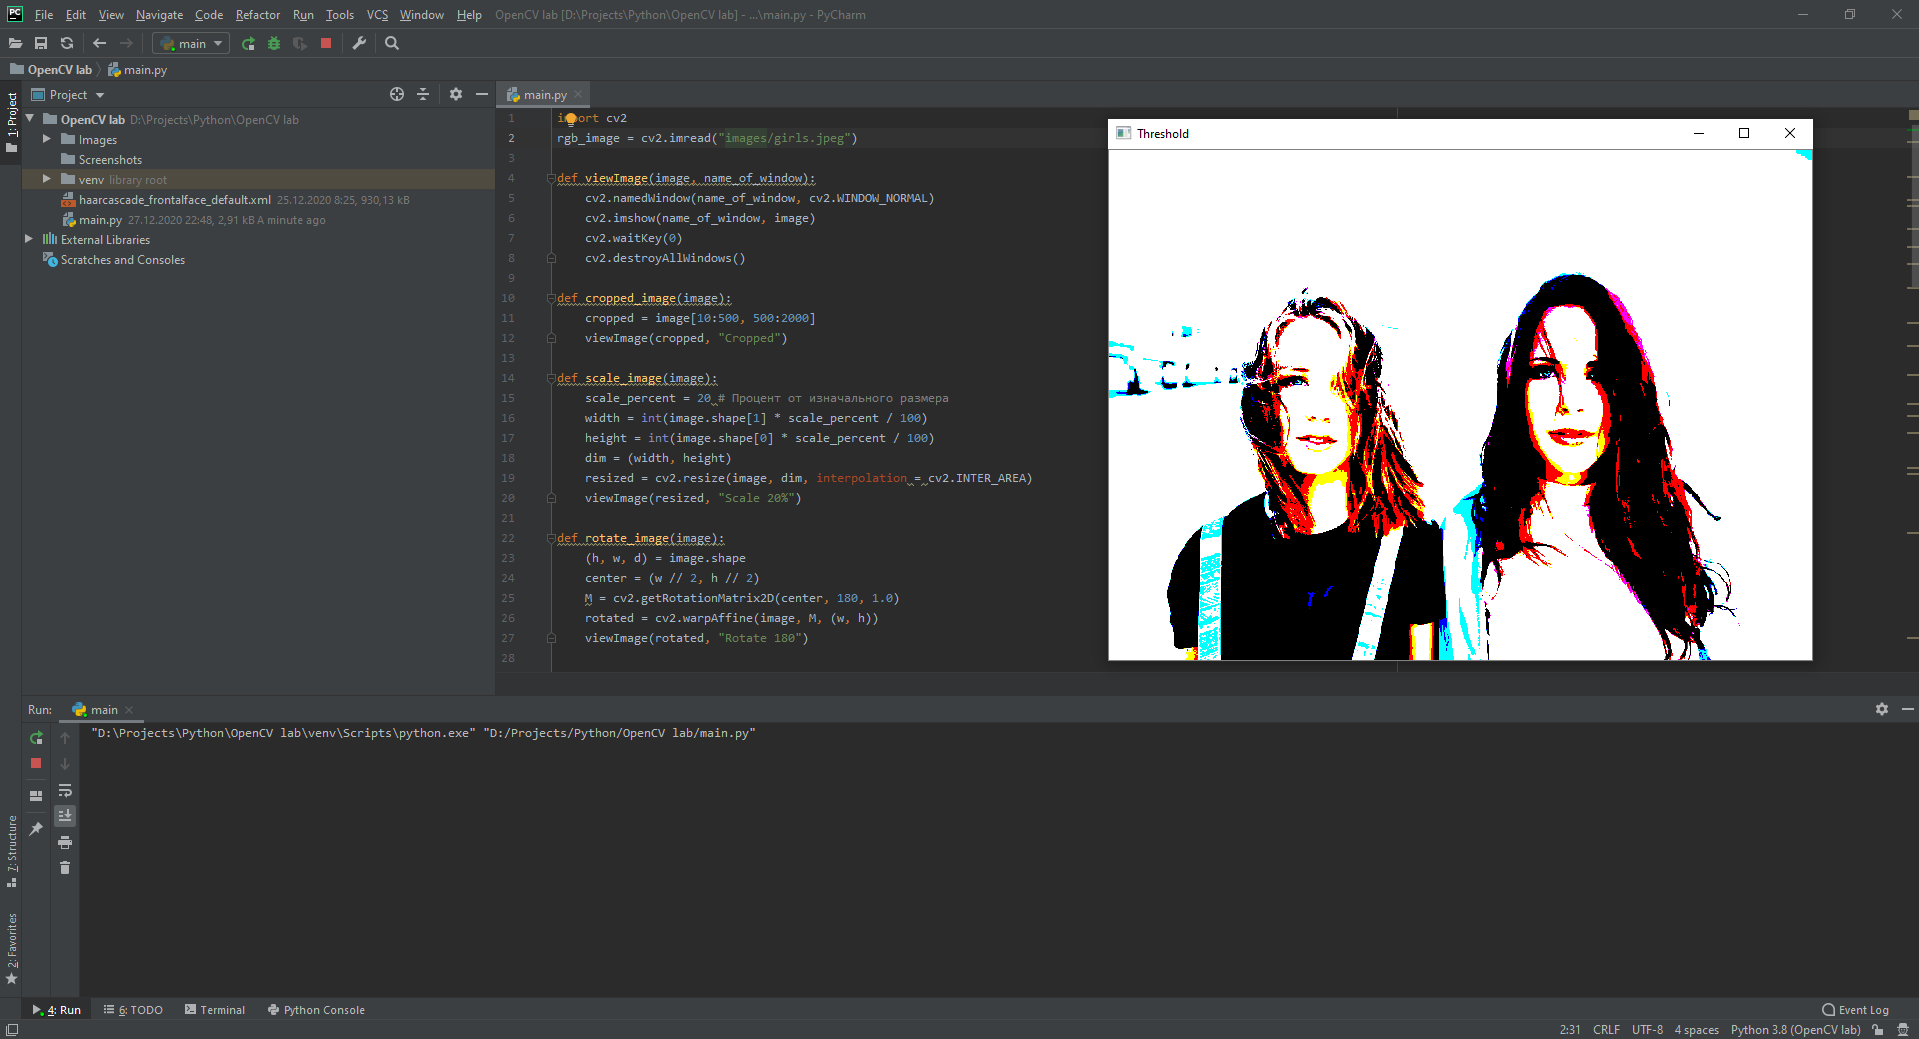 PC File Edit View Navigate Code Refactor Run Tools VCS Window Help OpenCV lab [D:\Projects\Python\OpenCV lab] - ...\main.py - PyCharm
main
OpenCV lab main.py
1: Project
Project
OpenCV lab D:\Projects\Python\OpenCV lab
Images
Screenshots
venv library root
haarcascade_frontalface_default.xml 25.12.2020 8:25, 930,13 kB
main.py 27.12.2020 22:48, 2,91 kB A minute ago
External Libraries
Scratches and Consoles
main.py
1 import cv2
2 rgb_image = cv2.imread("images/girls.jpeg")
3
4 def viewImage(image, name_of_window):
5 cv2.namedWindow(name_of_window, cv2.WINDOW_NORMAL)
6 cv2.imshow(name_of_window, image)
7 cv2.waitKey(0)
8 cv2.destroyAllWindows()
9
10 def cropped_image(image):
11 cropped = image[10:500, 500:2000]
12 viewImage(cropped, "Cropped")
13
14 def scale_image(image):
15 scale_percent = 20 # Процент от изначального размера
16 width = int(image.shape[1] * scale_percent / 100)
17 height = int(image.shape[0] * scale_percent / 100)
18 dim = (width, height)
19 resized = cv2.resize(image, dim, interpolation = cv2.INTER_AREA)
20 viewImage(resized, "Scale 20%")
21
22 def rotate_image(image):
23 (h, w, d) = image.shape
24 center = (w // 2, h // 2)
25 M = cv2.getRotationMatrix2D(center, 180, 1.0)
26 rotated = cv2.warpAffine(image, M, (w, h))
27 viewImage(rotated, "Rotate 180")
28
Threshold
Run: main
"D:\Projects\Python\OpenCV lab\venv\Scripts\python.exe" "D:/Projects/Python/OpenCV lab/main.py"
7: Structure
2: Favorites
4: Run 6: TODO Terminal Python Console Event Log
2:31 CRLF UTF-8 4 spaces Python 3.8 (OpenCV lab)